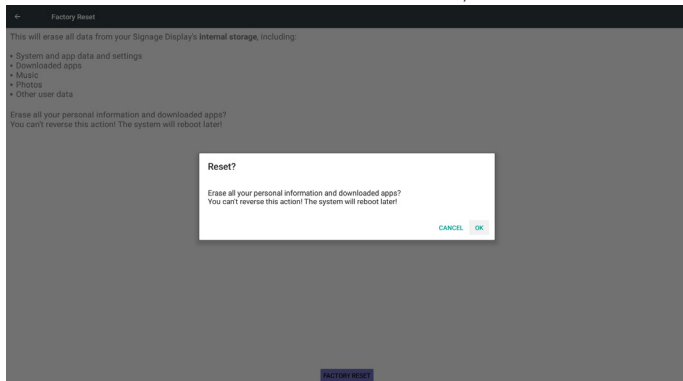 ← Factory Reset
This will erase all data from your Signage Display's internal storage, including:
• System and app data and settings
• Downloaded apps
• Music
• Photos
• Other user data
Erase all your personal information and downloaded apps?
You can't reverse this action! The system will reboot later!
Reset?
Erase all your personal information and downloaded apps?
You can't reverse this action! The system will reboot later!
CANCEL OK
FACTORY RESET